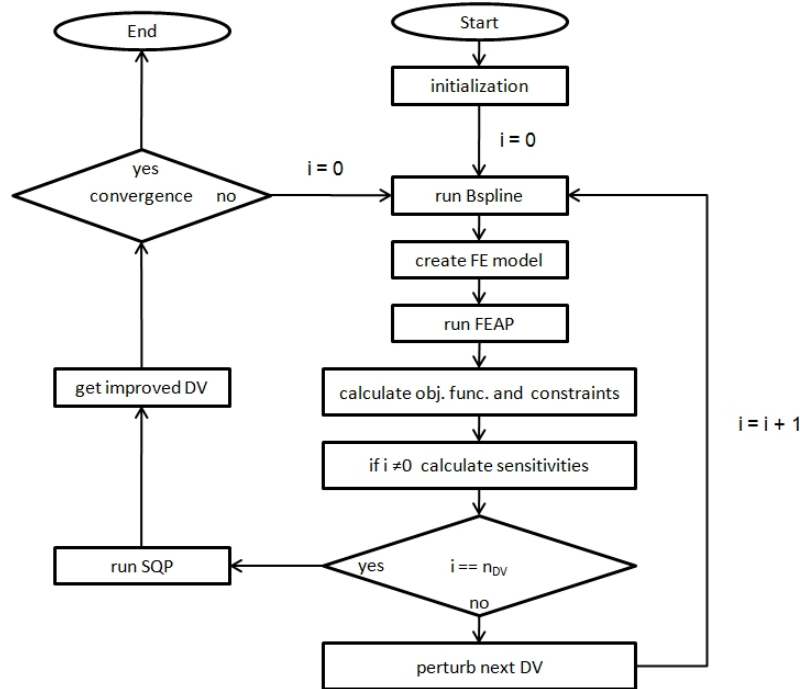 End
Start
initialization
i = 0
yes
convergence no
i = 0
run Bspline
create FE model
run FEAP
get improved DV
calculate obj. func. and constraints
i = i + 1
if i ≠0 calculate sensitivities
run SQP
yes
i == nDV
no
perturb next DV